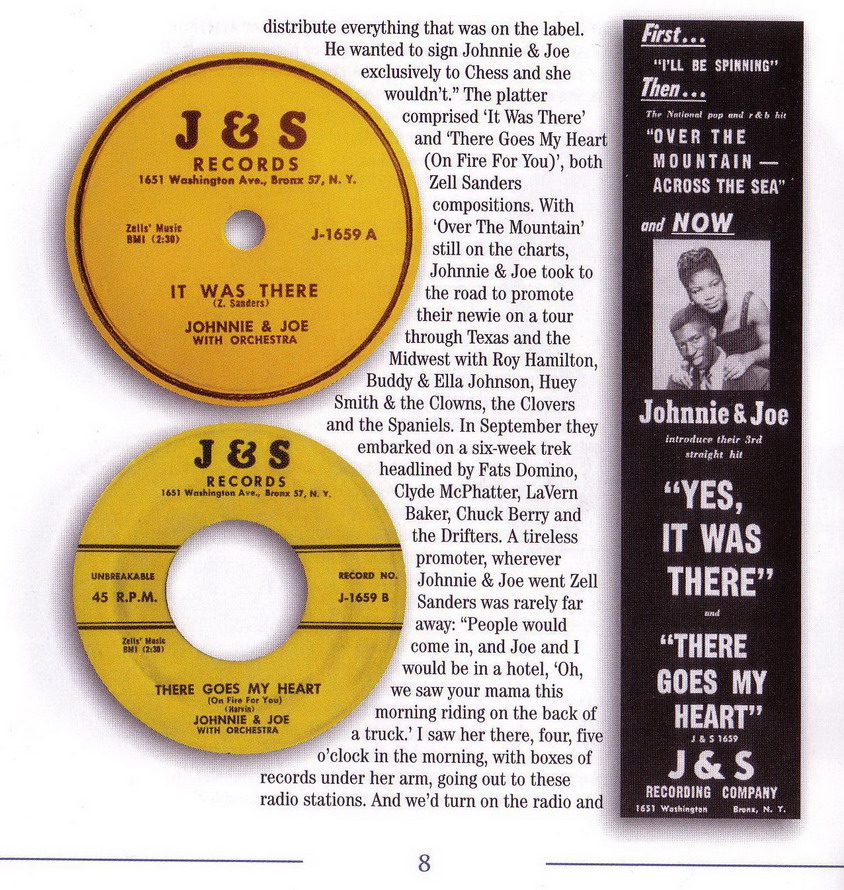 distribute everything that was on the label.
He wanted to sign Johnnie & Joe
exclusively to Chess and she
wouldn't.” The platter
comprised ‘It Was There’
and ‘There Goes My Heart
(On Fire For You)’, both
Zell Sanders
compositions. With
‘Over The Mountain’
still on the charts,
Johnnie & Joe took to
the road to promote
their newie on a tour
through Texas and the
Midwest with Roy Hamilton,
Buddy & Ella Johnson, Huey
Smith & the Clowns, the Clovers
and the Spaniels. In September they
embarked on a six-week trek
headlined by Fats Domino,
Clyde McPhatter, LaVern
Baker, Chuck Berry and
the Drifters. A tireless
promoter, wherever
Johnnie & Joe went Zell
Sanders was rarely far
away: “People would
come in, and Joe and I
would be in a hotel, ‘Oh,
we saw your mama this
morning riding on the back of
a truck.’ I saw her there, four, five
o'clock in the morning, with boxes of
records under her arm, going out to these
radio stations. And we'd turn on the radio and
J & S
RECORDS
1651 Washington Ave., Bronx 57, N. Y.
Zells' Music
BMI (2:30)
J-1659 A
IT WAS THERE
(Z. Sanders)
JOHNNIE & JOE
WITH ORCHESTRA
J & S
RECORDS
1651 Washington Ave., Bronx 57, N. Y.
UNBREAKABLE
45 R.P.M.
RECORD NO.
J-1659 B
Zells' Music
BMI (2:30)
THERE GOES MY HEART
(On Fire For You)
(Harvin)
JOHNNIE & JOE
WITH ORCHESTRA
First...
“I'LL BE SPINNING”
Then...
The National pop and r & b hit
“OVER THE
MOUNTAIN —
ACROSS THE SEA”
and NOW
Johnnie & Joe
introduce their 3rd
straight hit
“YES,
IT WAS
THERE”
and
“THERE
GOES MY
HEART”
J & S 1659
J & S
RECORDING COMPANY
1651 Washington Bronx, N. Y.
8